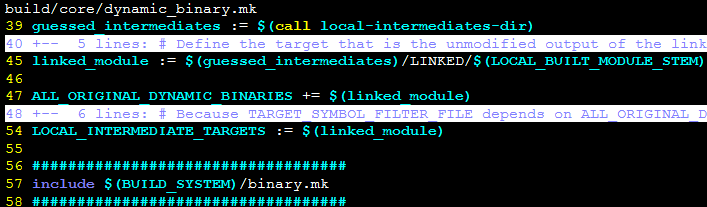 build/core/dynamic_binary.mk
39 guessed_intermediates := $(call local-intermediates-dir)
40 +--  5 lines: # Define the target that is the unmodified output of the link
45 linked_module := $(guessed_intermediates)/LINKED/$(LOCAL_BUILT_MODULE_STEM)
46
47 ALL_ORIGINAL_DYNAMIC_BINARIES += $(linked_module)
48 +--  6 lines: # Because TARGET_SYMBOL_FILTER_FILE depends on ALL_ORIGINAL_D
54 LOCAL_INTERMEDIATE_TARGETS := $(linked_module)
55
56 ###################################
57 include $(BUILD_SYSTEM)/binary.mk
58 ###################################